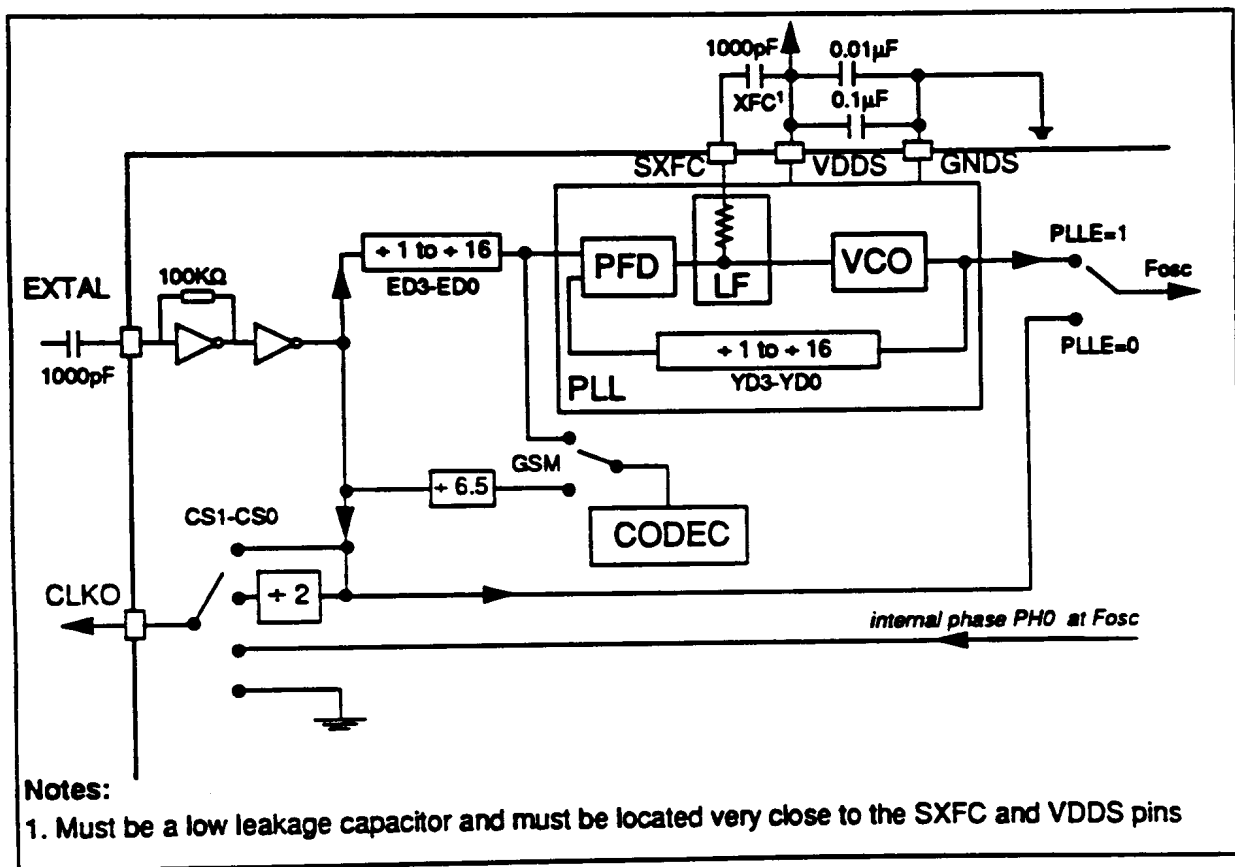 1000pF
0.01µF
XFC¹
0.1µF
SXFC
VDDS
GNDS
÷ 1 to ÷ 16
ED3-ED0
PFD
LF
VCO
PLLE=1
Fosc
EXTAL
100KΩ
1000pF
÷ 1 to ÷ 16
YD3-YD0
PLL
PLLE=0
GSM
÷ 6.5
CODEC
CS1-CS0
CLKO
÷ 2
internal phase PH0 at Fosc
Notes:
1. Must be a low leakage capacitor and must be located very close to the SXFC and VDDS pins